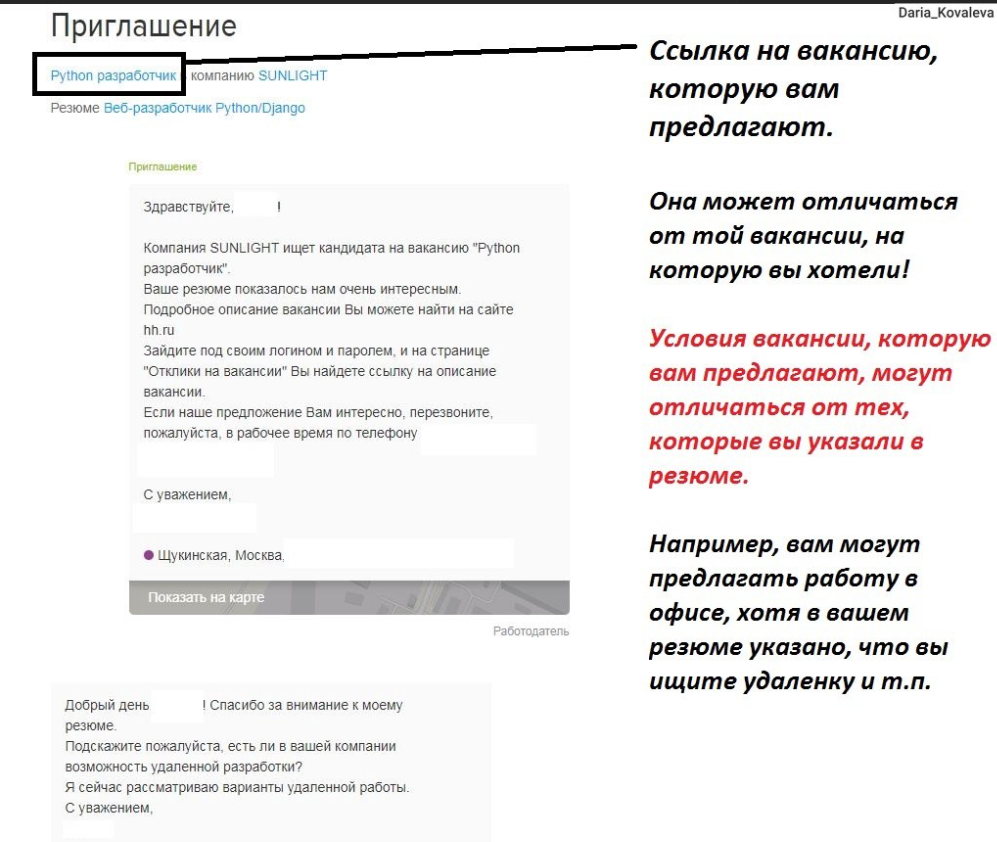 Daria_Kovaleva
Приглашение
Python разработчик в компанию SUNLIGHT
Резюме Веб-разработчик Python/Django
Приглашение
Здравствуйте, !
Компания SUNLIGHT ищет кандидата на вакансию "Python
разработчик".
Ваше резюме показалось нам очень интересным.
Подробное описание вакансии Вы можете найти на сайте
hh.ru
Зайдите под своим логином и паролем, и на странице
"Отклики на вакансии" Вы найдете ссылку на описание
вакансии.
Если наше предложение Вам интересно, перезвоните,
пожалуйста, в рабочее время по телефону
С уважением,
Щукинская, Москва,
Показать на карте
Работодатель
Добрый день ! Спасибо за внимание к моему
резюме.
Подскажите пожалуйста, есть ли в вашей компании
возможность удаленной разработки?
Я сейчас рассматриваю варианты удаленной работы.
С уважением,
Ссылка на вакансию,
которую вам
предлагают.
Она может отличаться
от той вакансии, на
которую вы хотели!
Условия вакансии, которую
вам предлагают, могут
отличаться от тех,
которые вы указали в
резюме.
Например, вам могут
предлагать работу в
офисе, хотя в вашем
резюме указано, что вы
ищите удаленку и т.п.